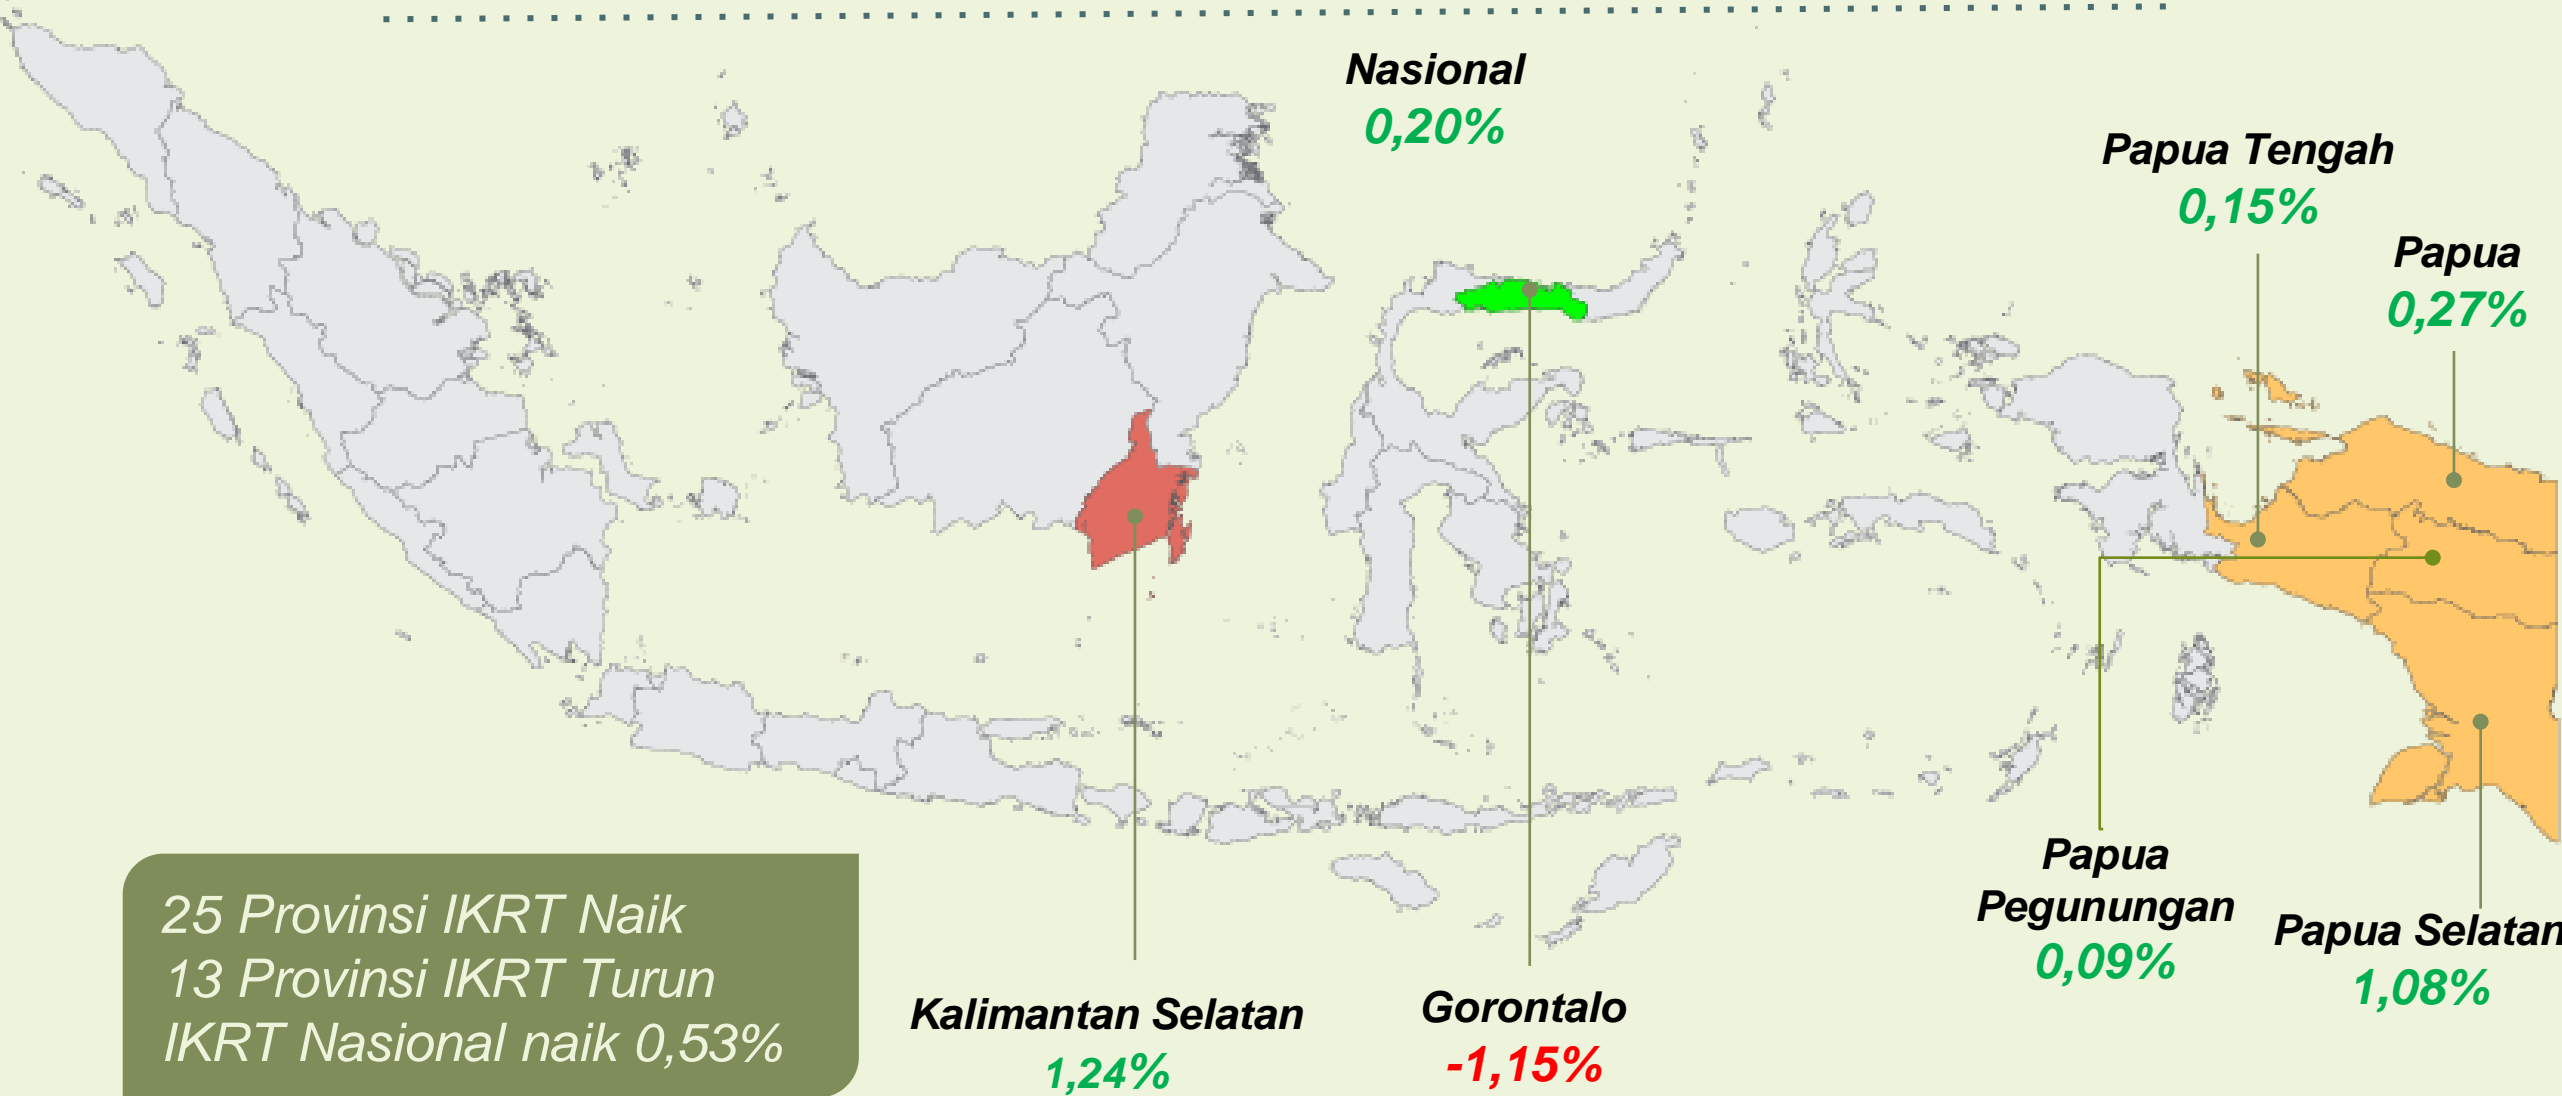 Nasional
0,20%
Papua Tengah
0,15%
Papua
0,27%
Papua
Pegunungan
0,09%
Papua Selatan
1,08%
Kalimantan Selatan
1,24%
Gorontalo
-1,15%
25 Provinsi IKRT Naik
13 Provinsi IKRT Turun
IKRT Nasional naik 0,53%